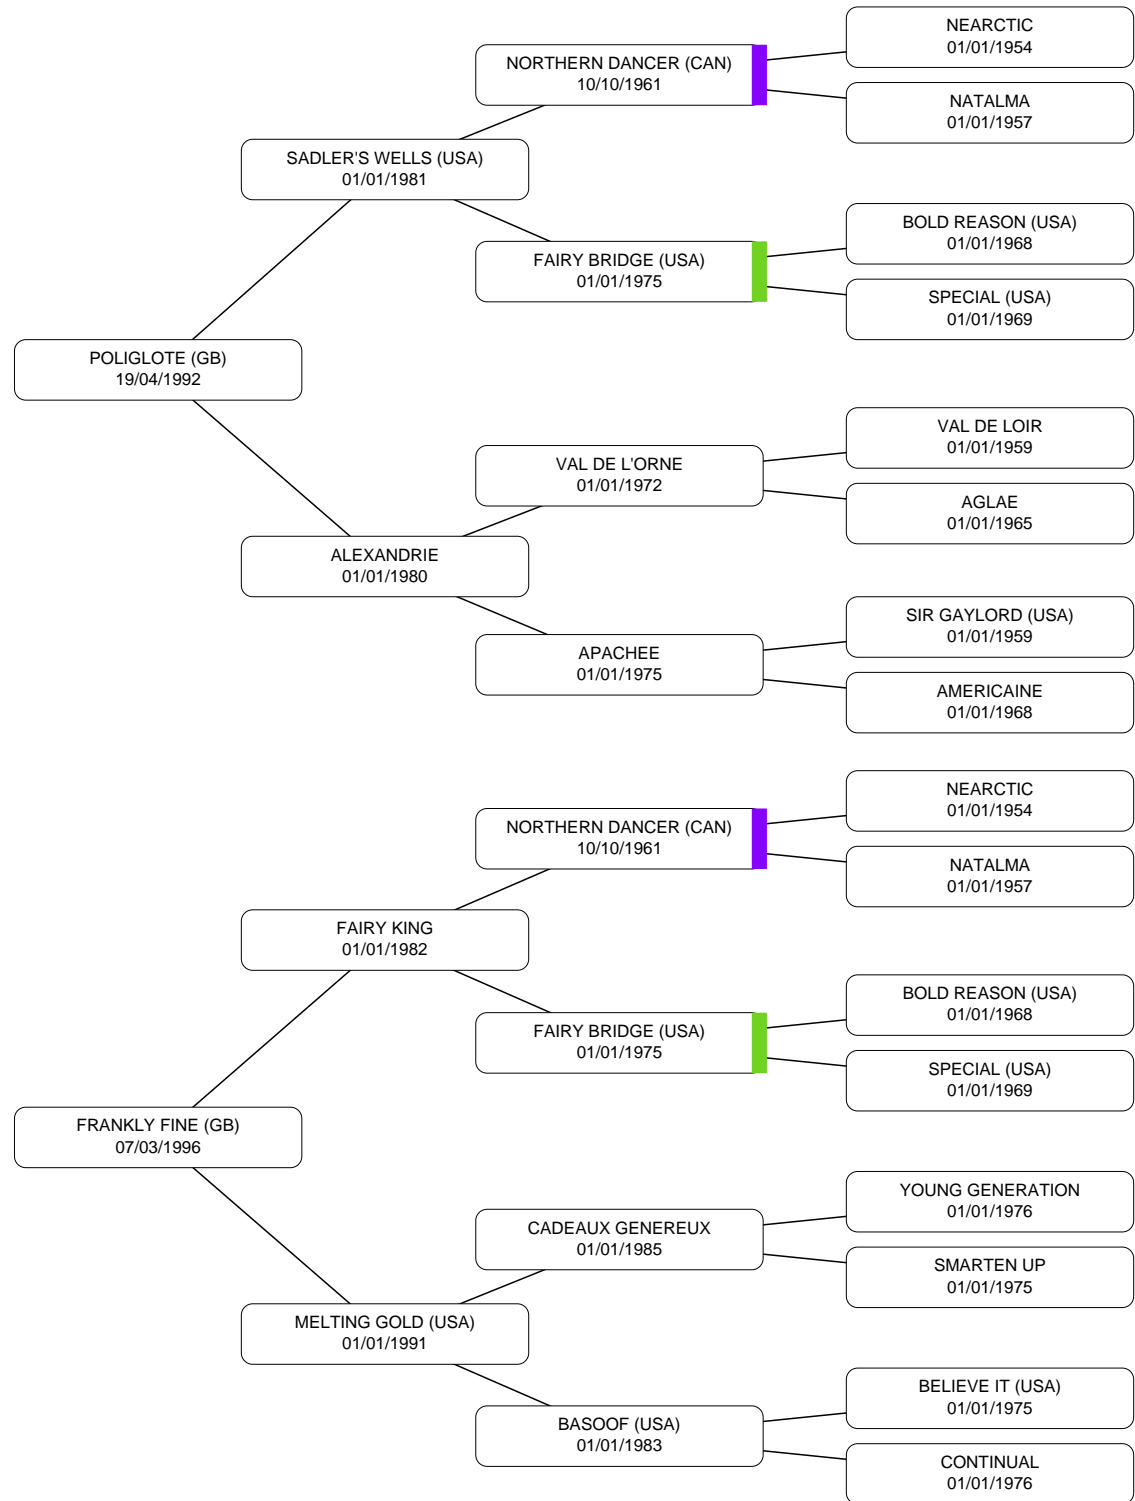 NEARCTIC
01/01/1954
NORTHERN DANCER (CAN)
10/10/1961
NATALMA
01/01/1957
SADLER'S WELLS (USA)
01/01/1981
BOLD REASON (USA)
01/01/1968
FAIRY BRIDGE (USA)
01/01/1975
SPECIAL (USA)
01/01/1969
POLIGLOTE (GB)
19/04/1992
VAL DE LOIR
01/01/1959
VAL DE L'ORNE
01/01/1972
AGLAE
01/01/1965
ALEXANDRIE
01/01/1980
SIR GAYLORD (USA)
01/01/1959
APACHEE
01/01/1975
AMERICAINE
01/01/1968
NEARCTIC
01/01/1954
NORTHERN DANCER (CAN)
10/10/1961
NATALMA
01/01/1957
FAIRY KING
01/01/1982
BOLD REASON (USA)
01/01/1968
FAIRY BRIDGE (USA)
01/01/1975
SPECIAL (USA)
01/01/1969
FRANKLY FINE (GB)
07/03/1996
YOUNG GENERATION
01/01/1976
CADEAUX GENEREUX
01/01/1985
SMARTEN UP
01/01/1975
MELTING GOLD (USA)
01/01/1991
BELIEVE IT (USA)
01/01/1975
BASOOF (USA)
01/01/1983
CONTINUAL
01/01/1976